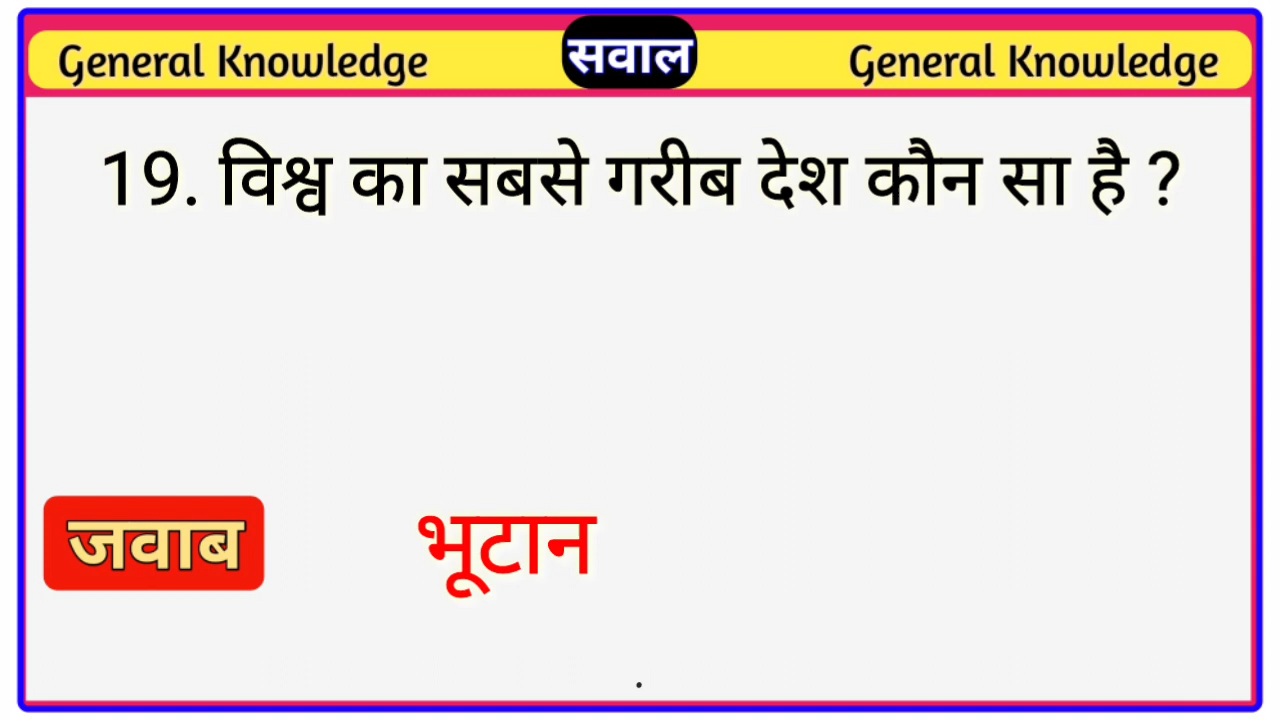 General Knowledge सवाल General Knowledge
19. विश्व का सबसे गरीब देश कौन सा है ?
जवाब भूटान
.